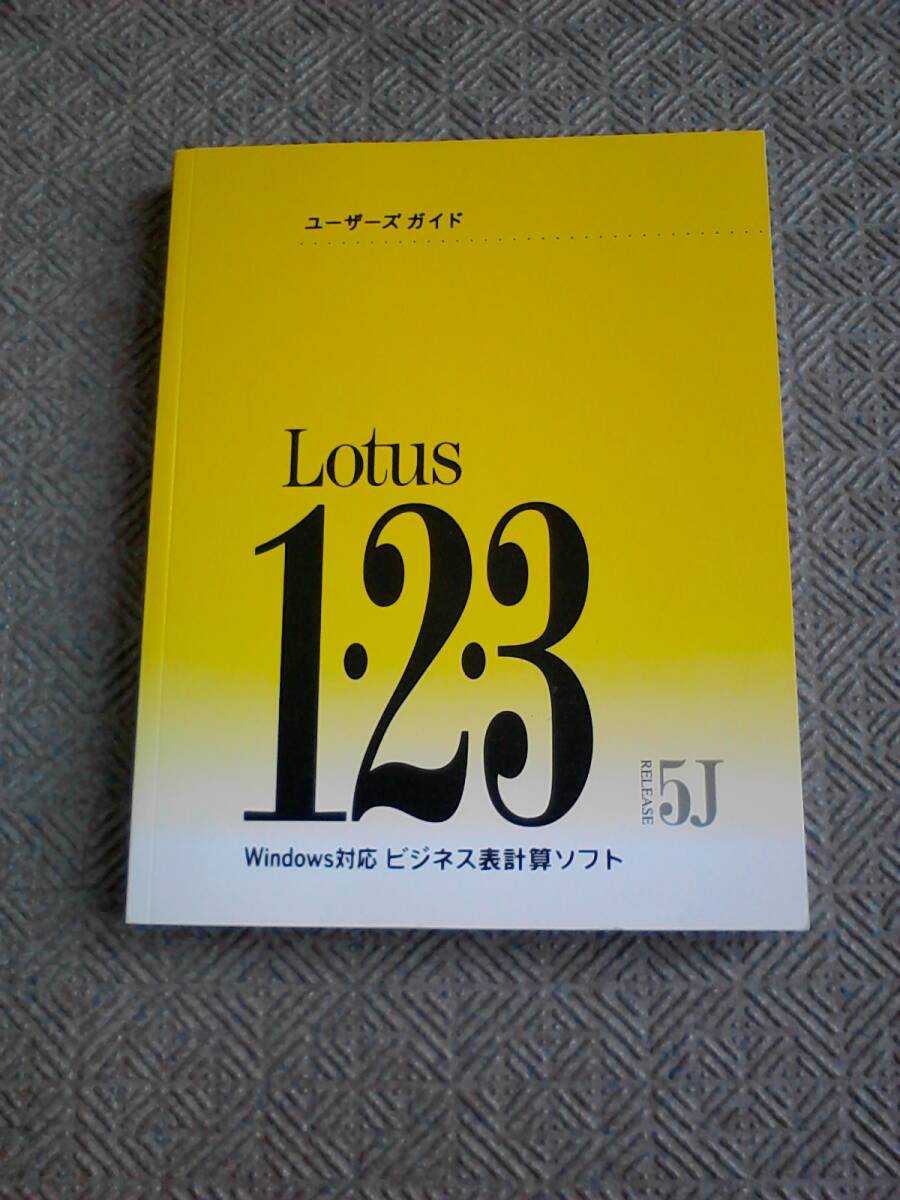 ユーザーズ ガイド
Lotus
1・2・3
RELEASE 5J
Windows対応 ビジネス表計算ソフト